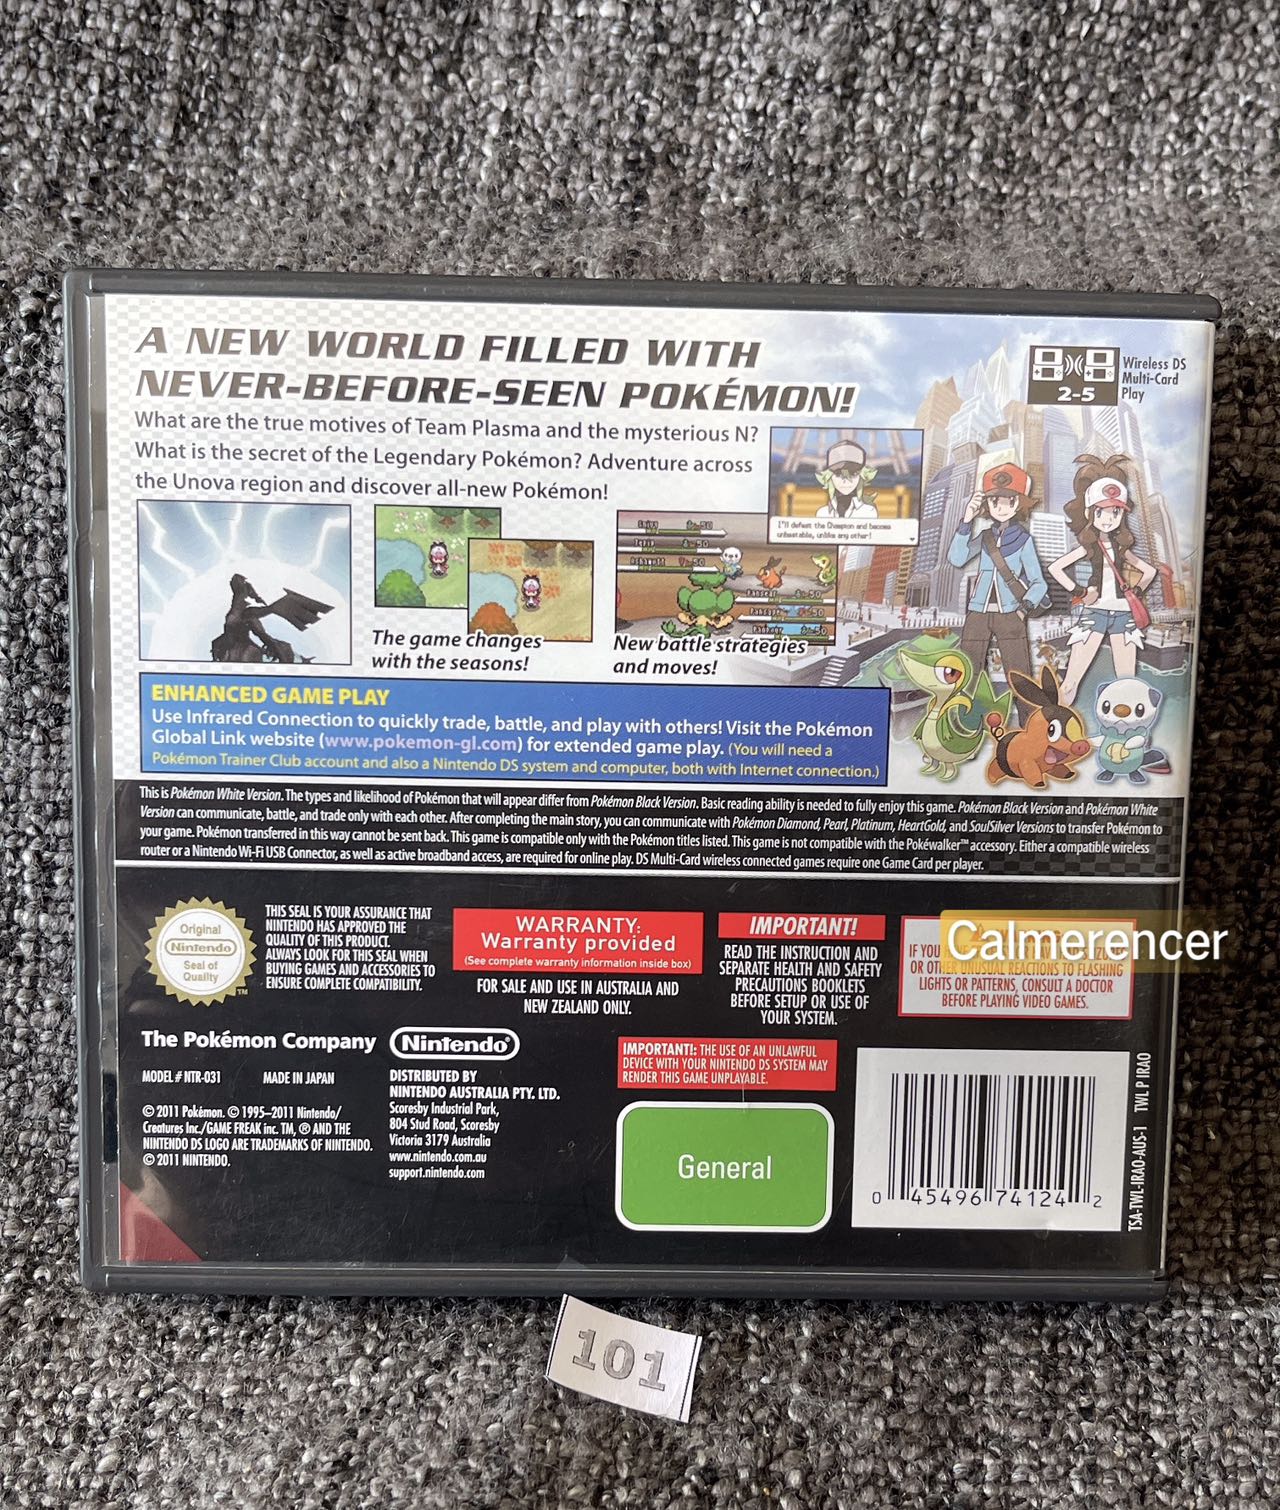 A NEW WORLD FILLED WITH
NEVER-BEFORE-SEEN POKÉMON!
What are the true motives of Team Plasma and the mysterious N?
What is the secret of the Legendary Pokémon? Adventure across
the Unova region and discover all-new Pokémon!
2-5
Wireless DS
Multi-Card
Play
I'll defeat the Champion and become
unbeatable, unlike any other!
The game changes
with the seasons!
New battle strategies
and moves!
ENHANCED GAME PLAY
Use Infrared Connection to quickly trade, battle, and play with others! Visit the Pokémon
Global Link website (www.pokemon-gl.com) for extended game play. (You will need a
Pokémon Trainer Club account and also a Nintendo DS system and computer, both with Internet connection.)
This is Pokémon White Version. The types and likelihood of Pokémon that will appear differ from Pokémon Black Version. Basic reading ability is needed to fully enjoy this game. Pokémon Black Version and Pokémon White
Version can communicate, battle, and trade only with each other. After completing the main story, you can communicate with Pokémon Diamond, Pearl, Platinum, HeartGold, and SoulSilver Versions to transfer Pokémon to
your game. Pokémon transferred in this way cannot be sent back. This game is compatible only with the Pokémon titles listed. This game is not compatible with the Pokéwalker™ accessory. Either a compatible wireless
router or a Nintendo Wi-Fi USB Connector, as well as active broadband access, are required for online play. DS Multi-Card wireless connected games require one Game Card per player.
Original
Nintendo
Seal of
Quality
TM
THIS SEAL IS YOUR ASSURANCE THAT
NINTENDO HAS APPROVED THE
QUALITY OF THIS PRODUCT.
ALWAYS LOOK FOR THIS SEAL WHEN
BUYING GAMES AND ACCESSORIES TO
ENSURE COMPLETE COMPATIBILITY.
WARRANTY:
Warranty provided
(See complete warranty information inside box)
FOR SALE AND USE IN AUSTRALIA AND
NEW ZEALAND ONLY.
IMPORTANT!
READ THE INSTRUCTION AND
SEPARATE HEALTH AND SAFETY
PRECAUTIONS BOOKLETS
BEFORE SETUP OR USE OF
YOUR SYSTEM.
Calmerencer
IF YOU
OR OTHER UNUSUAL REACTIONS TO FLASHING
LIGHTS OR PATTERNS, CONSULT A DOCTOR
BEFORE PLAYING VIDEO GAMES.
The Pokémon Company
Nintendo®
MODEL # NTR-031 MADE IN JAPAN
© 2011 Pokémon. © 1995–2011 Nintendo/
Creatures Inc./GAME FREAK inc. TM, ® AND THE
NINTENDO DS LOGO ARE TRADEMARKS OF NINTENDO.
© 2011 NINTENDO.
DISTRIBUTED BY
NINTENDO AUSTRALIA PTY. LTD.
Scoresby Industrial Park,
804 Stud Road, Scoresby
Victoria 3179 Australia
www.nintendo.com.au
support.nintendo.com
IMPORTANT!: THE USE OF AN UNLAWFUL
DEVICE WITH YOUR NINTENDO DS SYSTEM MAY
RENDER THIS GAME UNPLAYABLE.
General
0 45496 74124 2
TSA-TWL-IRAO-AUS-1 TWL P IRAO
101